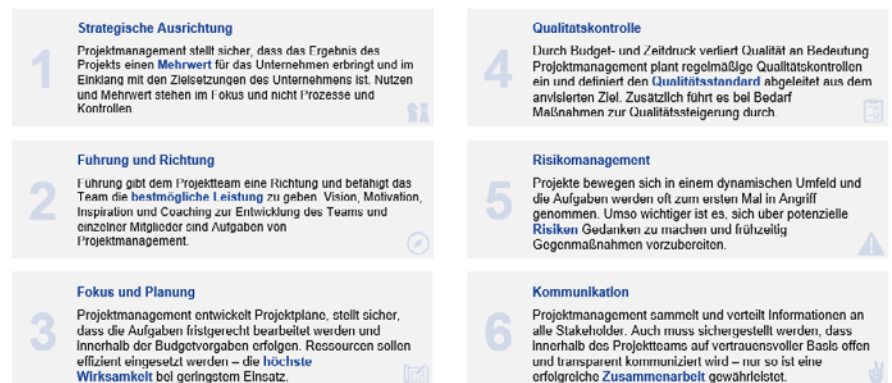 1
Strategische Ausrichtung
Projektmanagement stellt sicher, dass das Ergebnis des
Projekts einen Mehrwert für das Unternehmen erbringt und im
Einklang mit den Zielsetzungen des Unternehmens ist. Nutzen
und Mehrwert stehen im Fokus und nicht Prozesse und
Kontrollen.
2
Führung und Richtung
Führung gibt dem Projektteam eine Richtung und befähigt das
Team die bestmögliche Leistung zu geben. Vision, Motivation,
Inspiration und Coaching zur Entwicklung des Teams und
einzelner Mitglieder sind Aufgaben von
Projektmanagement.
3
Fokus und Planung
Projektmanagement entwickelt Projektpläne, stellt sicher,
dass die Aufgaben fristgerecht bearbeitet werden und
innerhalb der Budgetvorgaben erfolgen. Ressourcen sollen
effizient eingesetzt werden – die höchste
Wirksamkeit bei geringstem Einsatz.
4
Qualitätskontrolle
Durch Budget- und Zeitdruck verliert Qualität an Bedeutung.
Projektmanagement plant regelmäßige Qualitätskontrollen
ein und definiert den Qualitätsstandard abgeleitet aus dem
anvisierten Ziel. Zusätzlich führt es bei Bedarf
Maßnahmen zur Qualitätssteigerung durch.
5
Risikomanagement
Projekte bewegen sich in einem dynamischen Umfeld und
die Aufgaben werden oft zum ersten Mal in Angriff
genommen. Umso wichtiger ist es, sich über potenzielle
Risiken Gedanken zu machen und frühzeitig
Gegenmaßnahmen vorzubereiten.
6
Kommunikation
Projektmanagement sammelt und verteilt Informationen an
alle Stakeholder. Auch muss sichergestellt werden, dass
innerhalb des Projektteams auf vertrauensvoller Basis offen
und transparent kommuniziert wird – nur so ist eine
erfolgreiche Zusammenarbeit gewährleistet.